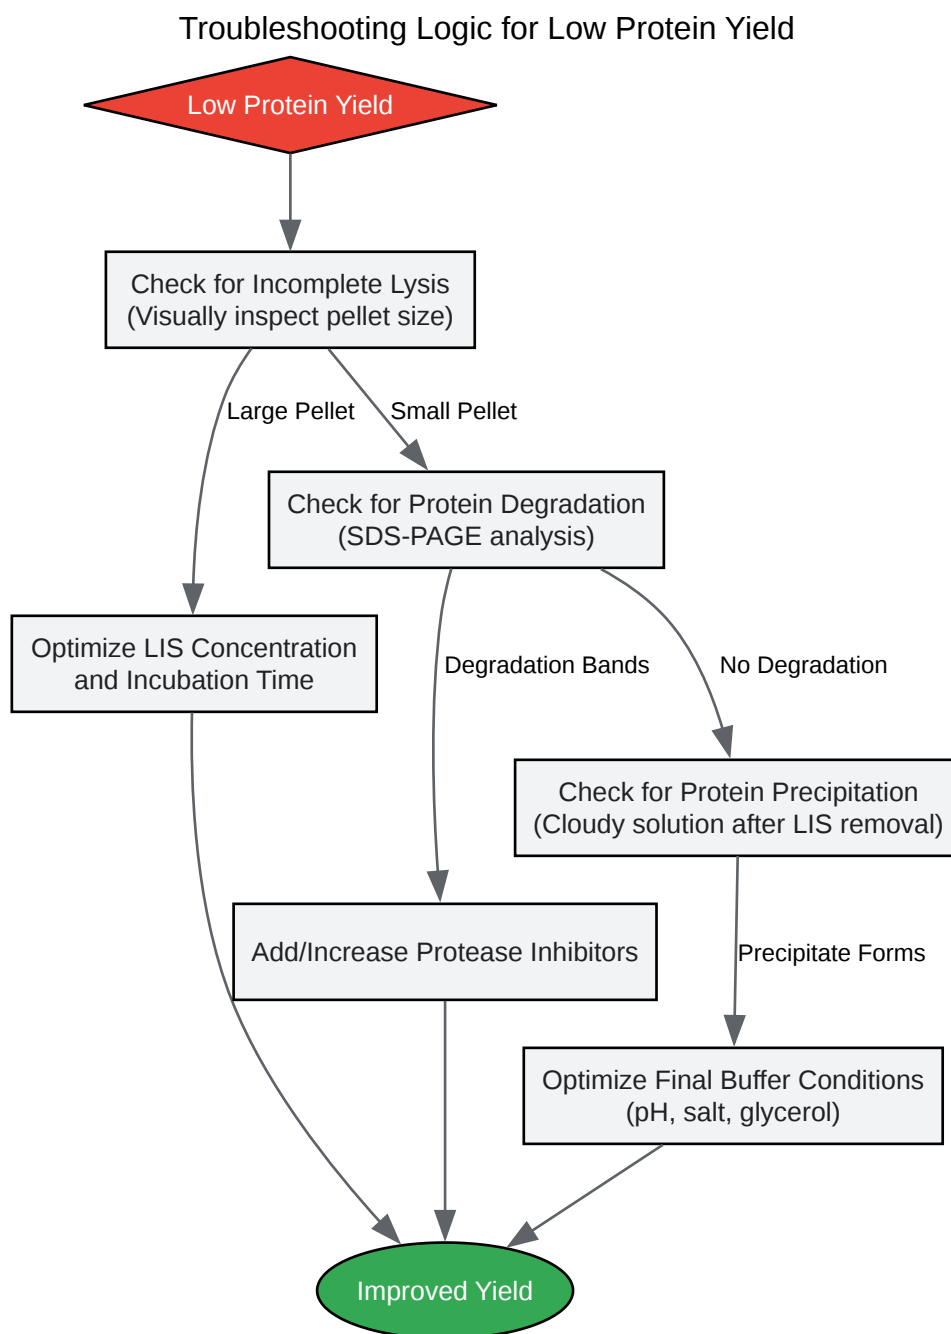 Troubleshooting Logic for Low Protein Yield
Low Protein Yield
Check for Incomplete Lysis
(Visually inspect pellet size)
Large Pellet
Small Pellet
Check for Protein Degradation
(SDS-PAGE analysis)
Optimize LIS Concentration
and Incubation Time
Degradation Bands
No Degradation
Check for Protein Precipitation
(Cloudy solution after LIS removal)
Add/Increase Protease Inhibitors
Precipitate Forms
Optimize Final Buffer Conditions
(pH, salt, glycerol)
Improved Yield